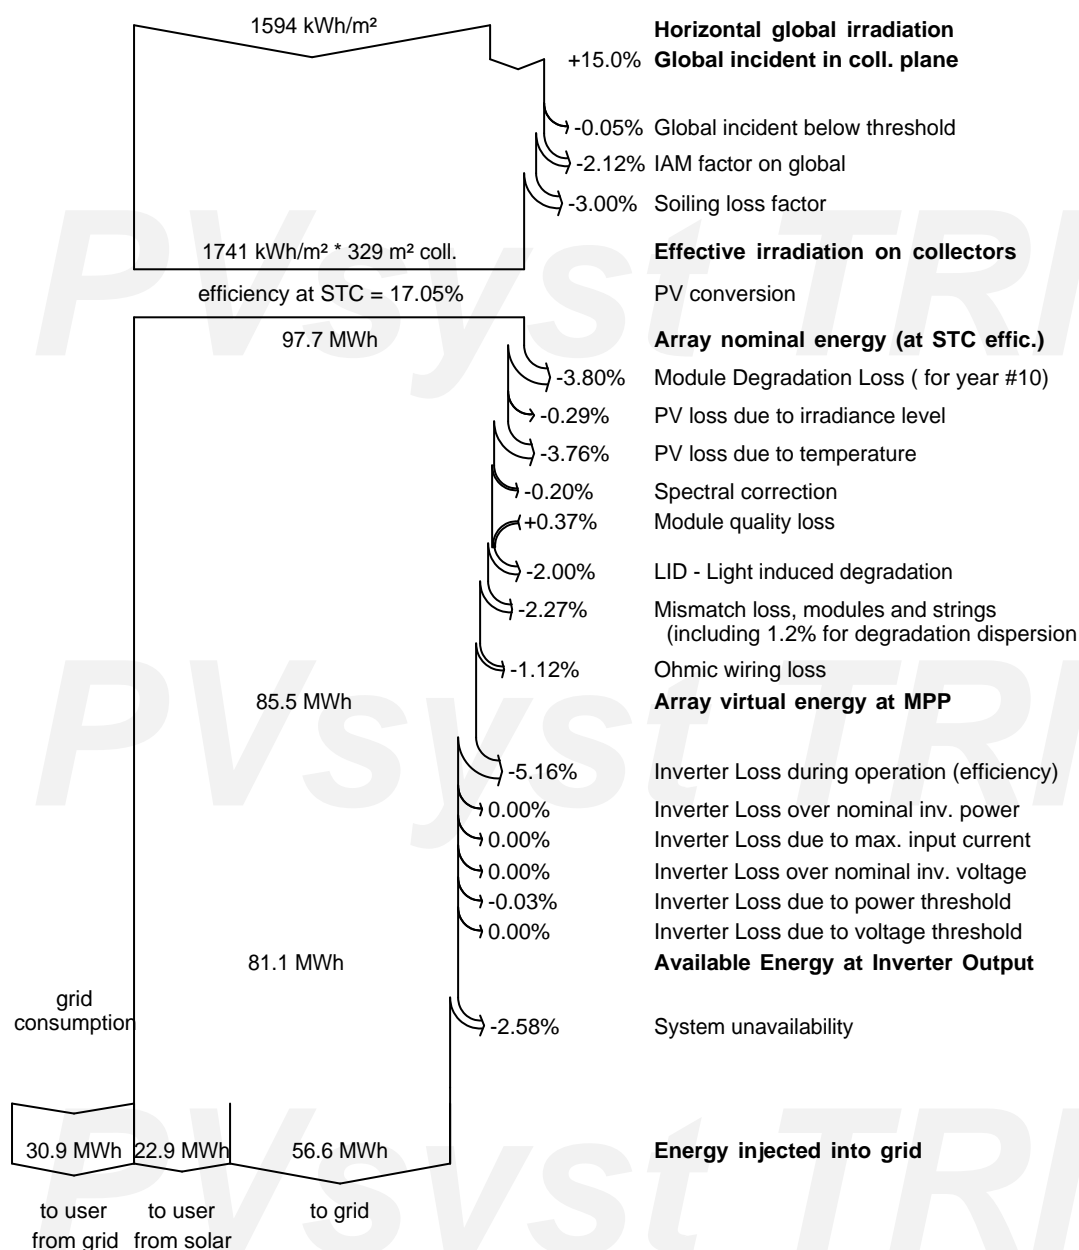 1594 kWh/m²
Horizontal global irradiation
+15.0% Global incident in coll. plane
-0.05% Global incident below threshold
-2.12% IAM factor on global
-3.00% Soiling loss factor
1741 kWh/m² * 329 m² coll.
Effective irradiation on collectors
efficiency at STC = 17.05%
PV conversion
97.7 MWh
Array nominal energy (at STC effic.)
-3.80% Module Degradation Loss ( for year #10)
-0.29% PV loss due to irradiance level
-3.76% PV loss due to temperature
-0.20% Spectral correction
+0.37% Module quality loss
-2.00% LID - Light induced degradation
-2.27% Mismatch loss, modules and strings
(including 1.2% for degradation dispersion
-1.12% Ohmic wiring loss
85.5 MWh
Array virtual energy at MPP
-5.16% Inverter Loss during operation (efficiency)
0.00% Inverter Loss over nominal inv. power
0.00% Inverter Loss due to max. input current
0.00% Inverter Loss over nominal inv. voltage
-0.03% Inverter Loss due to power threshold
0.00% Inverter Loss due to voltage threshold
81.1 MWh
Available Energy at Inverter Output
grid
consumption
-2.58% System unavailability
30.9 MWh 22.9 MWh 56.6 MWh
Energy injected into grid
to user to user to grid
from grid from solar
PVsyst TRI
PVsyst TRI
PVsyst TRI